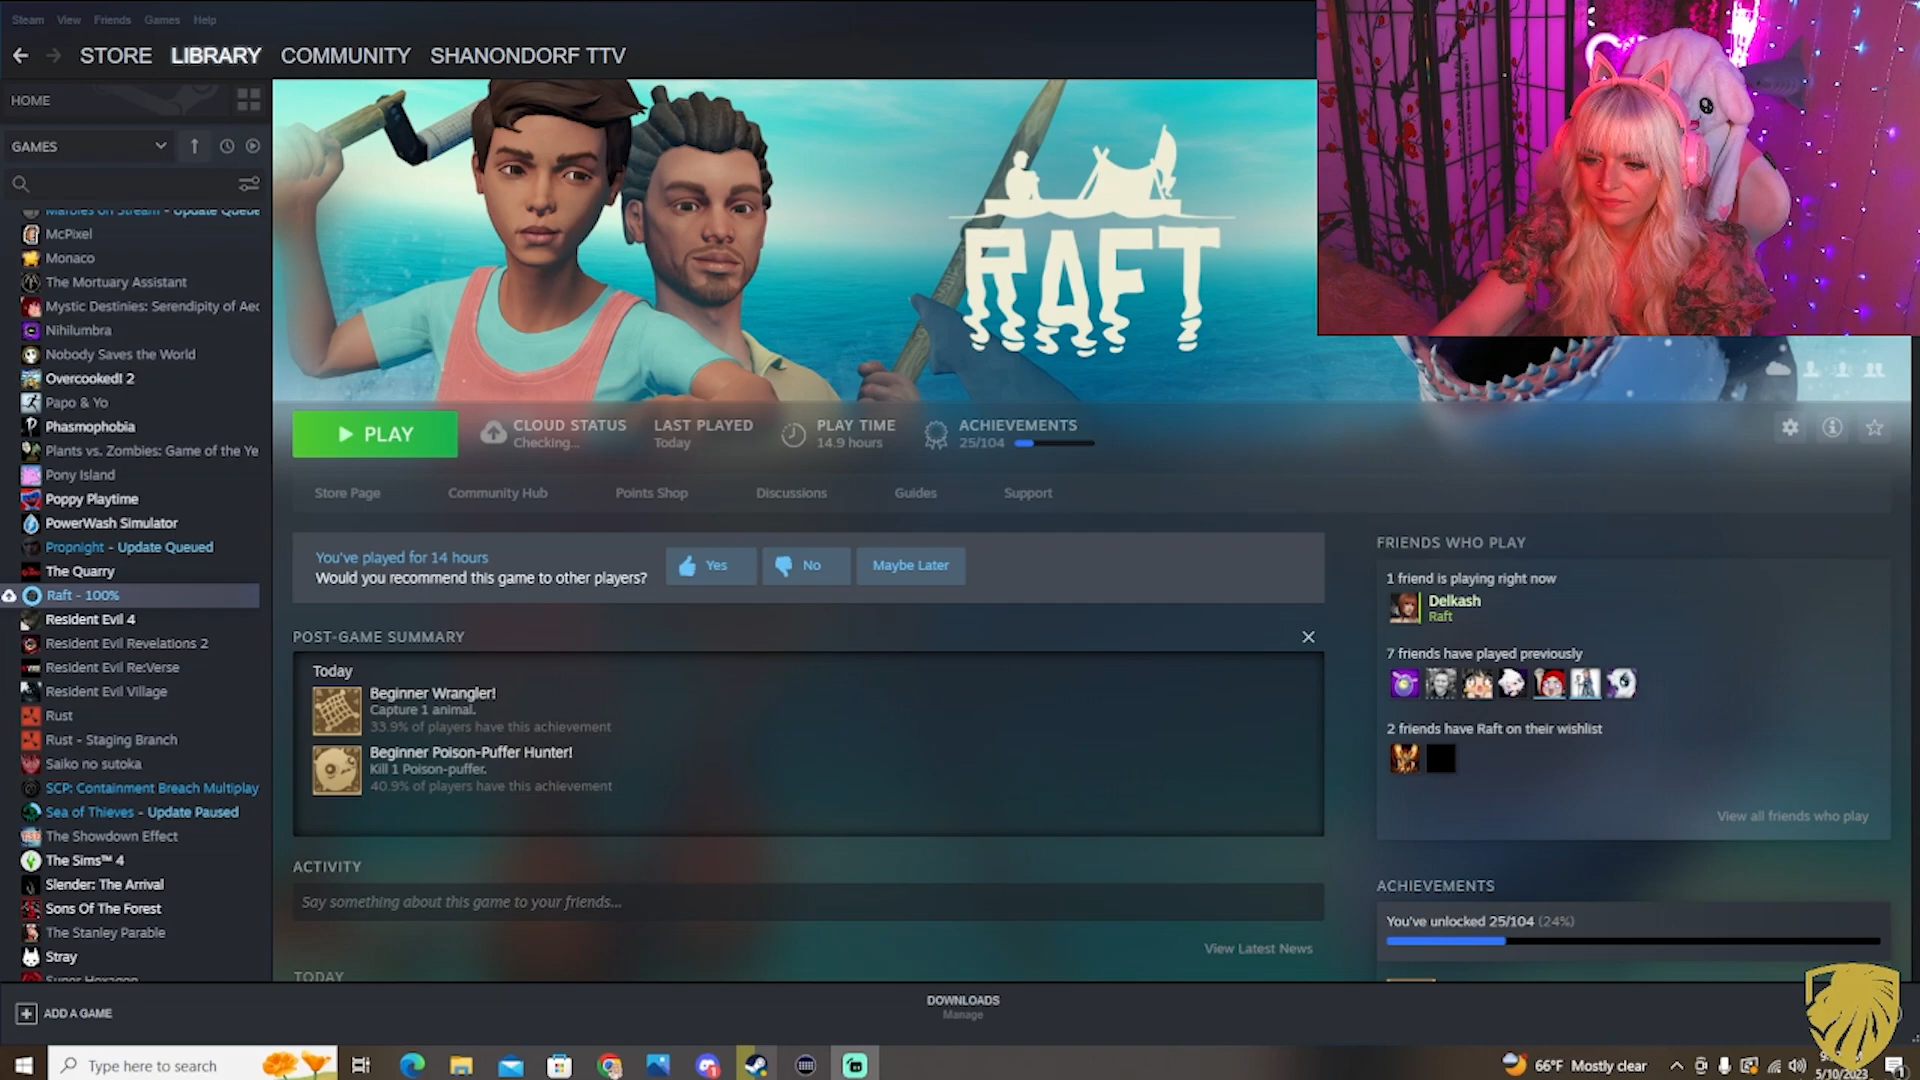 Steam View Friends Games Help
STORE LIBRARY COMMUNITY SHANONDORF TTV
HOME
GAMES
Marbles on Stream - Update Queue
McPixel
Monaco
The Mortuary Assistant
Mystic Destinies: Serendipity of Aeo
Nihilumbra
Nobody Saves the World
Overcooked! 2
Papo & Yo
Phasmophobia
Plants vs. Zombies: Game of the Ye
Pony Island
Poppy Playtime
PowerWash Simulator
Propnight - Update Queued
The Quarry
Raft - 100%
Resident Evil 4
Resident Evil Revelations 2
Resident Evil Re:Verse
Resident Evil Village
Rust
Rust - Staging Branch
Saiko no sutoka
SCP: Containment Breach Multiplay
Sea of Thieves - Update Paused
The Showdown Effect
The Sims™ 4
Slender: The Arrival
Sons Of The Forest
The Stanley Parable
Stray
Super Hexagon
ADD A GAME
RAFT
PLAY
CLOUD STATUS
Checking...
LAST PLAYED
Today
PLAY TIME
14.9 hours
ACHIEVEMENTS
25/104
Store Page Community Hub Points Shop Discussions Guides Support
You've played for 14 hours
Would you recommend this game to other players?
Yes No Maybe Later
POST-GAME SUMMARY
Today
Beginner Wrangler!
Capture 1 animal.
33.9% of players have this achievement
Beginner Poison-Puffer Hunter!
Kill 1 Poison-puffer.
40.9% of players have this achievement
ACTIVITY
Say something about this game to your friends...
View Latest News
TODAY
FRIENDS WHO PLAY
1 friend is playing right now
Delkash
Raft
7 friends have played previously
2 friends have Raft on their wishlist
View all friends who play
ACHIEVEMENTS
You've unlocked 25/104 (24%)
DOWNLOADS
Manage
Type here to search
66°F Mostly clear
5/10/2023
1